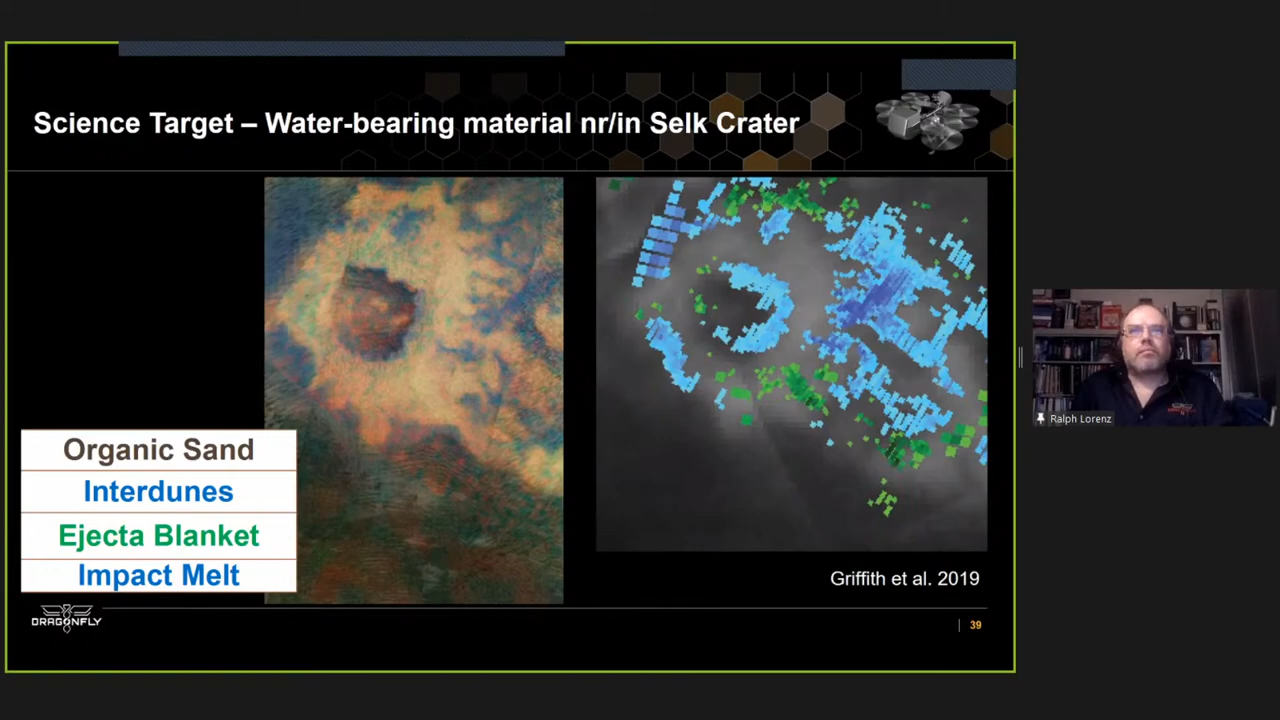 Science Target – Water-bearing material nr/in Selk Crater
Organic Sand
Interdunes
Ejecta Blanket
Impact Melt
Griffith et al. 2019
DRAGONFLY
39
Ralph Lorenz